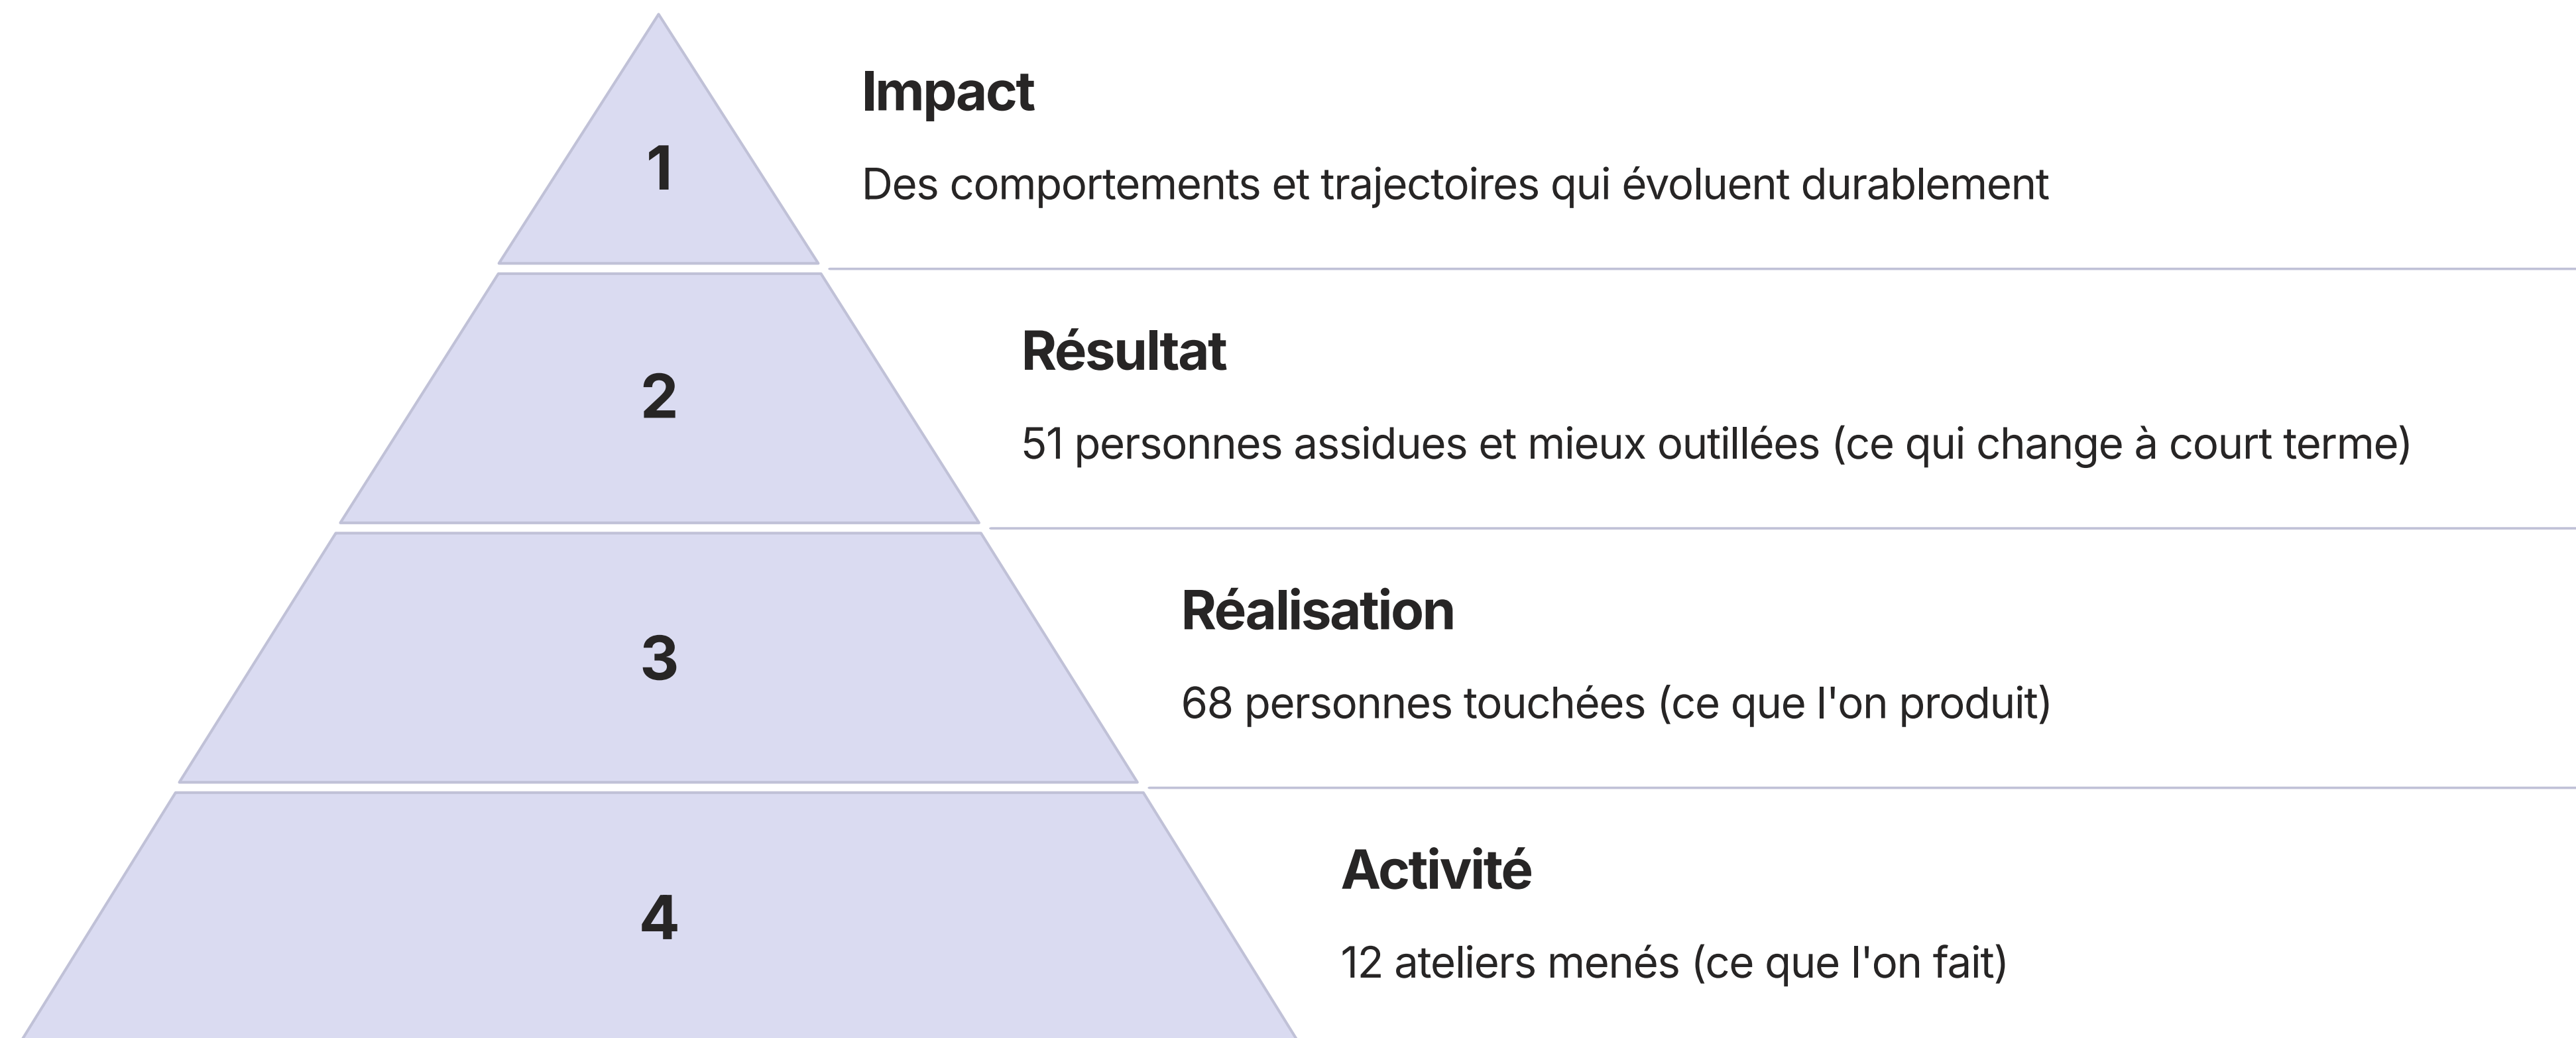 1
Impact
Des comportements et trajectoires qui évoluent durablement
2
Résultat
51 personnes assidues et mieux outillées (ce qui change à court terme)
3
Réalisation
68 personnes touchées (ce que l'on produit)
4
Activité
12 ateliers menés (ce que l'on fait)